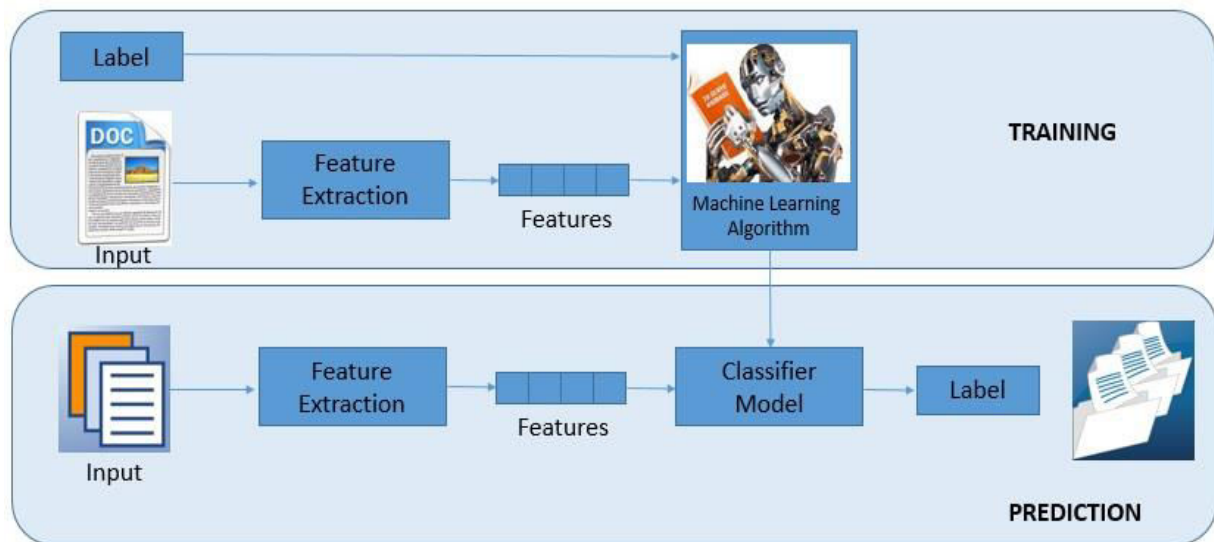 Label
DOC
Input
Feature
Extraction
Features
Machine Learning
Algorithm
TRAINING
Input
Feature
Extraction
Features
Classifier
Model
Label
PREDICTION